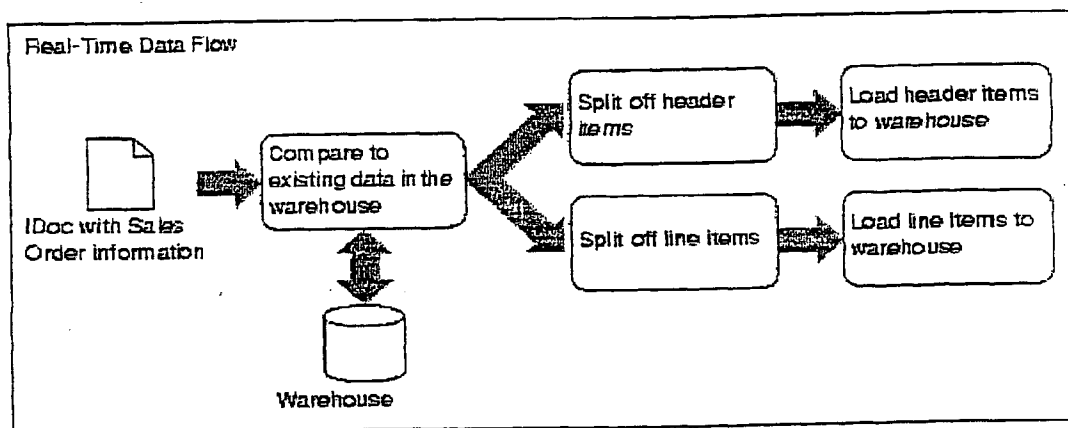 Real-Time Data Flow
IDoc with Sales
Order information
Compare to
existing data in the
warehouse
Warehouse
Split off header
items
Load header items
to warehouse
Split off line items
Load line items to
warehouse